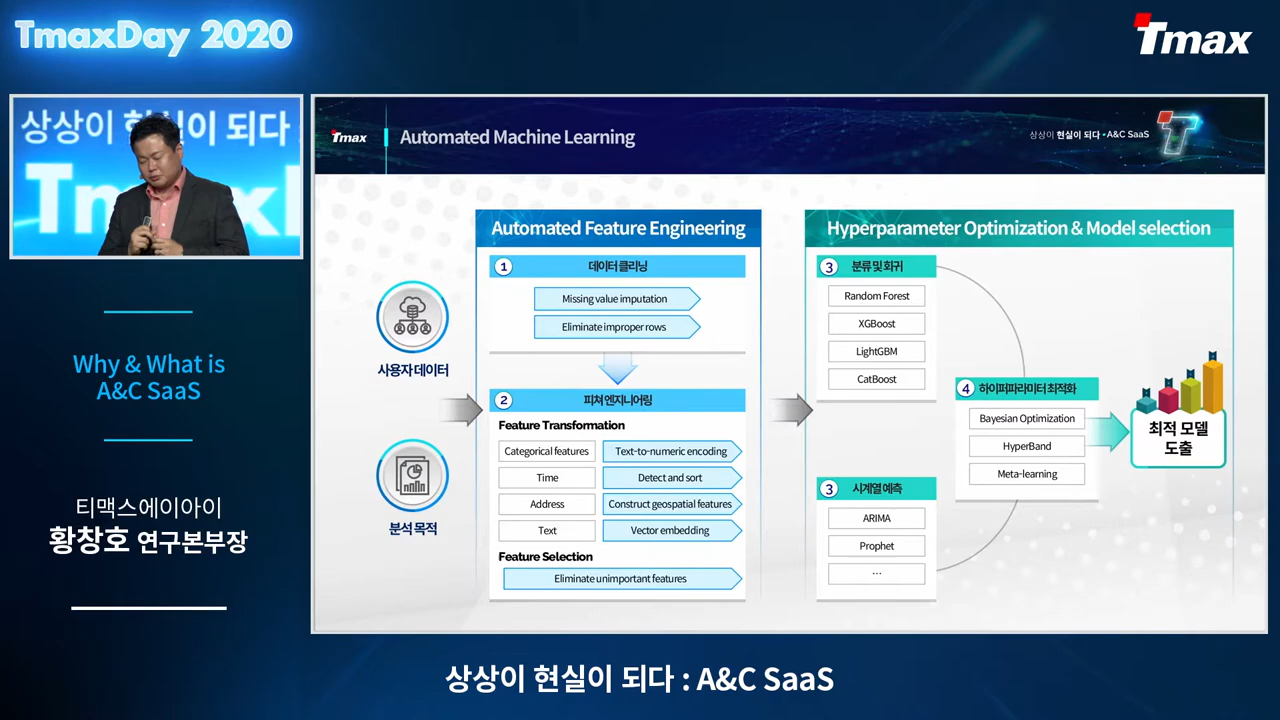 TmaxDay 2020
Tmax
상상이 현실이 되다
Tmax
Why & What is
A&C SaaS
티맥스에이아이
황창호 연구본부장
Tmax
Automated Machine Learning
상상이 현실이 되다 • A&C SaaS
사용자 데이터
분석 목적
Automated Feature Engineering
1 데이터 클리닝
Missing value imputation
Eliminate improper rows
2 피쳐 엔지니어링
Feature Transformation
Categorical features Text-to-numeric encoding
Time Detect and sort
Address Construct geospatial features
Text Vector embedding
Feature Selection
Eliminate unimportant features
Hyperparameter Optimization & Model selection
3 분류 및 회귀
Random Forest
XGBoost
LightGBM
CatBoost
3 시계열 예측
ARIMA
Prophet
...
4 하이퍼파라미터 최적화
Bayesian Optimization
HyperBand
Meta-learning
최적 모델
도출
상상이 현실이 되다 : A&C SaaS